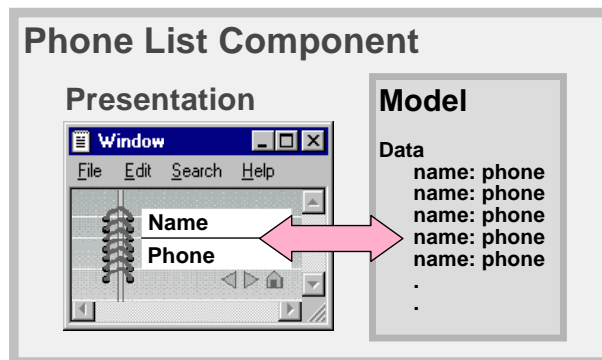 Phone List Component
Presentation
Window
File Edit Search Help
Name
Phone
Model
Data
name: phone
name: phone
name: phone
name: phone
name: phone
.
.